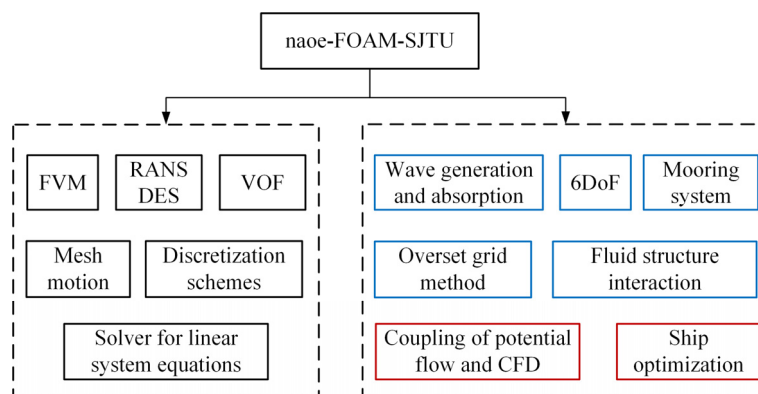 naoe-FOAM-SJTU
FVM
RANS
DES
VOF
Mesh
motion
Discretization
schemes
Solver for linear
system equations
Wave generation
and absorption
6DoF
Mooring
system
Overset grid
method
Fluid structure
interaction
Coupling of potential
flow and CFD
Ship
optimization